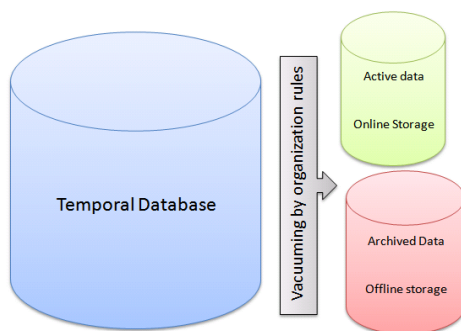 Temporal Database
Vacuuming by organization rules
Active data
Online Storage
Archived Data
Offline storage